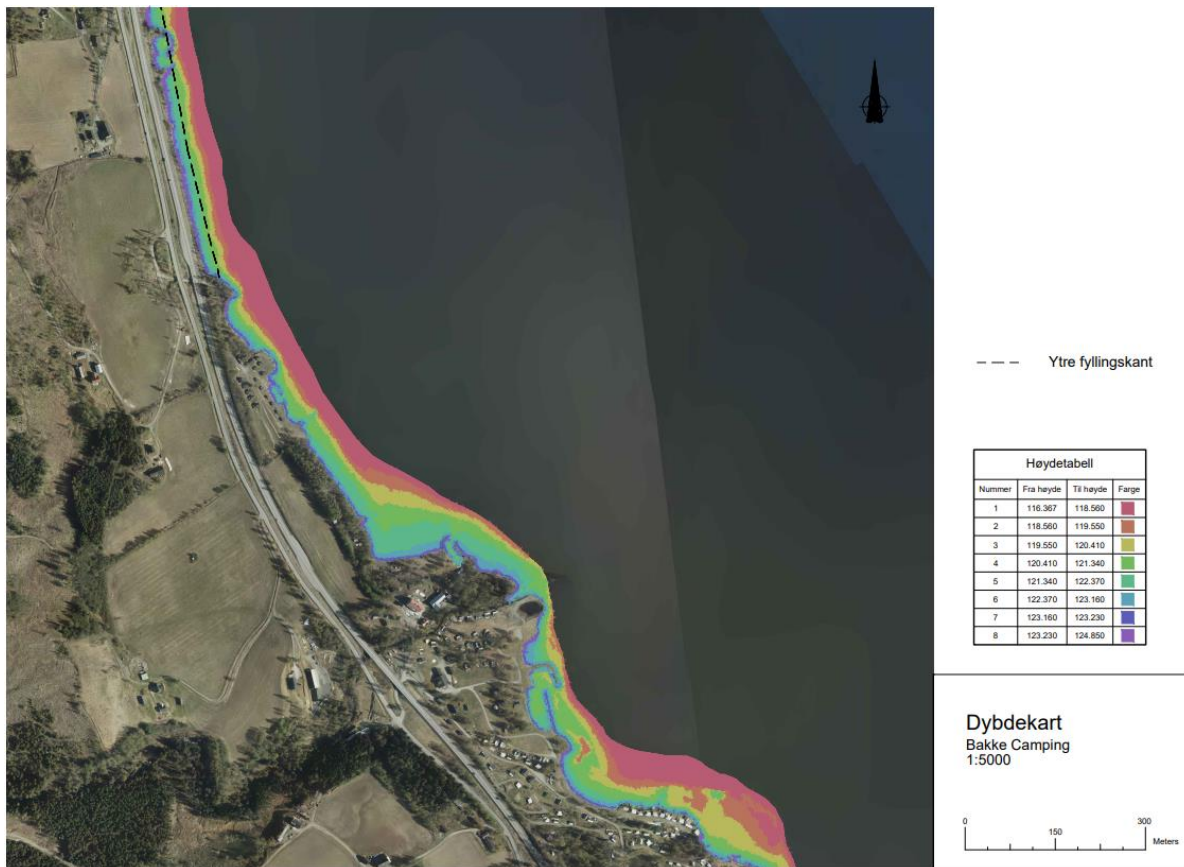 Ytre fyllingskant
Høydetabell
Nummer Fra høyde Til høyde Farge
1 116.367 118.560
2 118.560 119.550
3 119.550 120.410
4 120.410 121.340
5 121.340 122.370
6 122.370 123.160
7 123.160 123.230
8 123.230 124.850
Dybdekart
Bakke Camping
1:5000
0 150 300
Meters